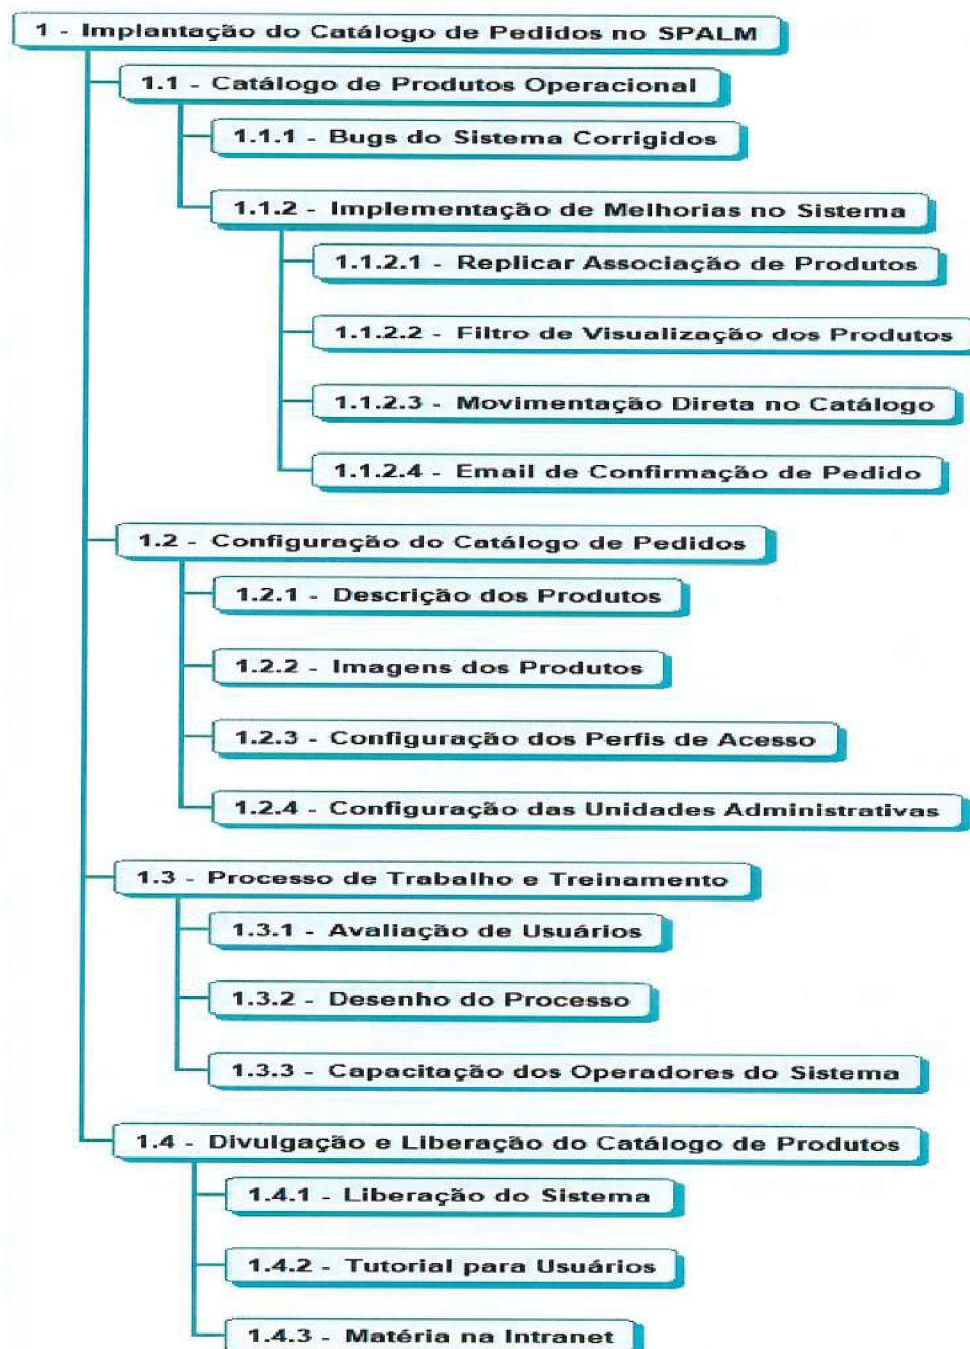 1 - Implantação do Catálogo de Pedidos no SPALM
1.1 - Catálogo de Produtos Operacional
1.1.1 - Bugs do Sistema Corrigidos
1.1.2 - Implementação de Melhorias no Sistema
1.1.2.1 - Replicar Associação de Produtos
1.1.2.2 - Filtro de Visualização dos Produtos
1.1.2.3 - Movimentação Direta no Catálogo
1.1.2.4 - Email de Confirmação de Pedido
1.2 - Configuração do Catálogo de Pedidos
1.2.1 - Descrição dos Produtos
1.2.2 - Imagens dos Produtos
1.2.3 - Configuração dos Perfis de Acesso
1.2.4 - Configuração das Unidades Administrativas
1.3 - Processo de Trabalho e Treinamento
1.3.1 - Avaliação de Usuários
1.3.2 - Desenho do Processo
1.3.3 - Capacitação dos Operadores do Sistema
1.4 - Divulgação e Liberação do Catálogo de Produtos
1.4.1 - Liberação do Sistema
1.4.2 - Tutorial para Usuários
1.4.3 - Matéria na Intranet